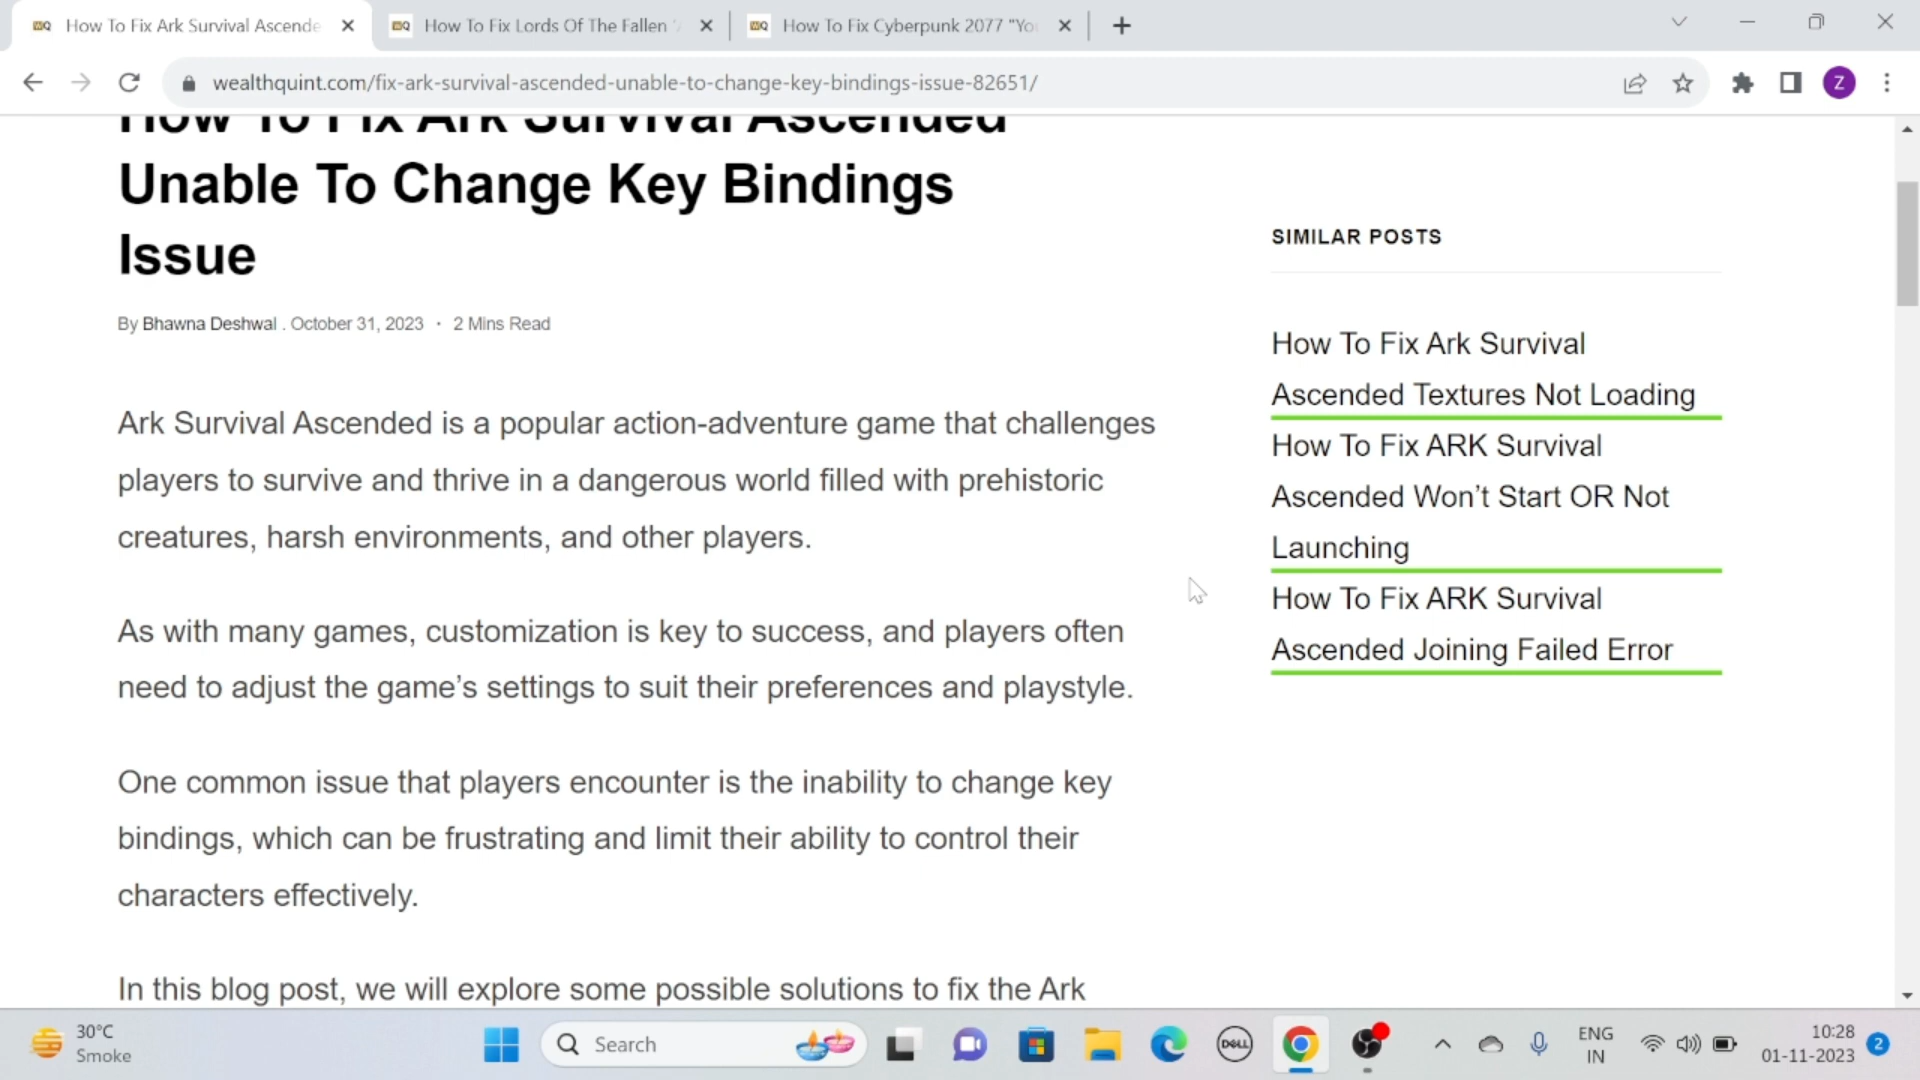 How To Fix Ark Survival Ascende
How To Fix Lords Of The Fallen
How To Fix Cyberpunk 2077 "Yo
wealthquint.com/fix-ark-survival-ascended-unable-to-change-key-bindings-issue-82651/
Z
How To Fix Ark Survival Ascended
Unable To Change Key Bindings
Issue
By Bhawna Deshwal . October 31, 2023 · 2 Mins Read
Ark Survival Ascended is a popular action-adventure game that challenges
players to survive and thrive in a dangerous world filled with prehistoric
creatures, harsh environments, and other players.
As with many games, customization is key to success, and players often
need to adjust the game’s settings to suit their preferences and playstyle.
One common issue that players encounter is the inability to change key
bindings, which can be frustrating and limit their ability to control their
characters effectively.
In this blog post, we will explore some possible solutions to fix the Ark
SIMILAR POSTS
How To Fix Ark Survival
Ascended Textures Not Loading
How To Fix ARK Survival
Ascended Won’t Start OR Not
Launching
How To Fix ARK Survival
Ascended Joining Failed Error
30°C
Smoke
Search
DELL
ENG
IN
10:28
01-11-2023
2